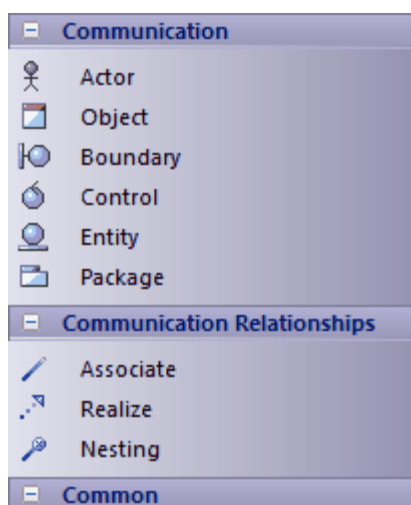 Communication
Actor
Object
Boundary
Control
Entity
Package
Communication Relationships
Associate
Realize
Nesting
Common